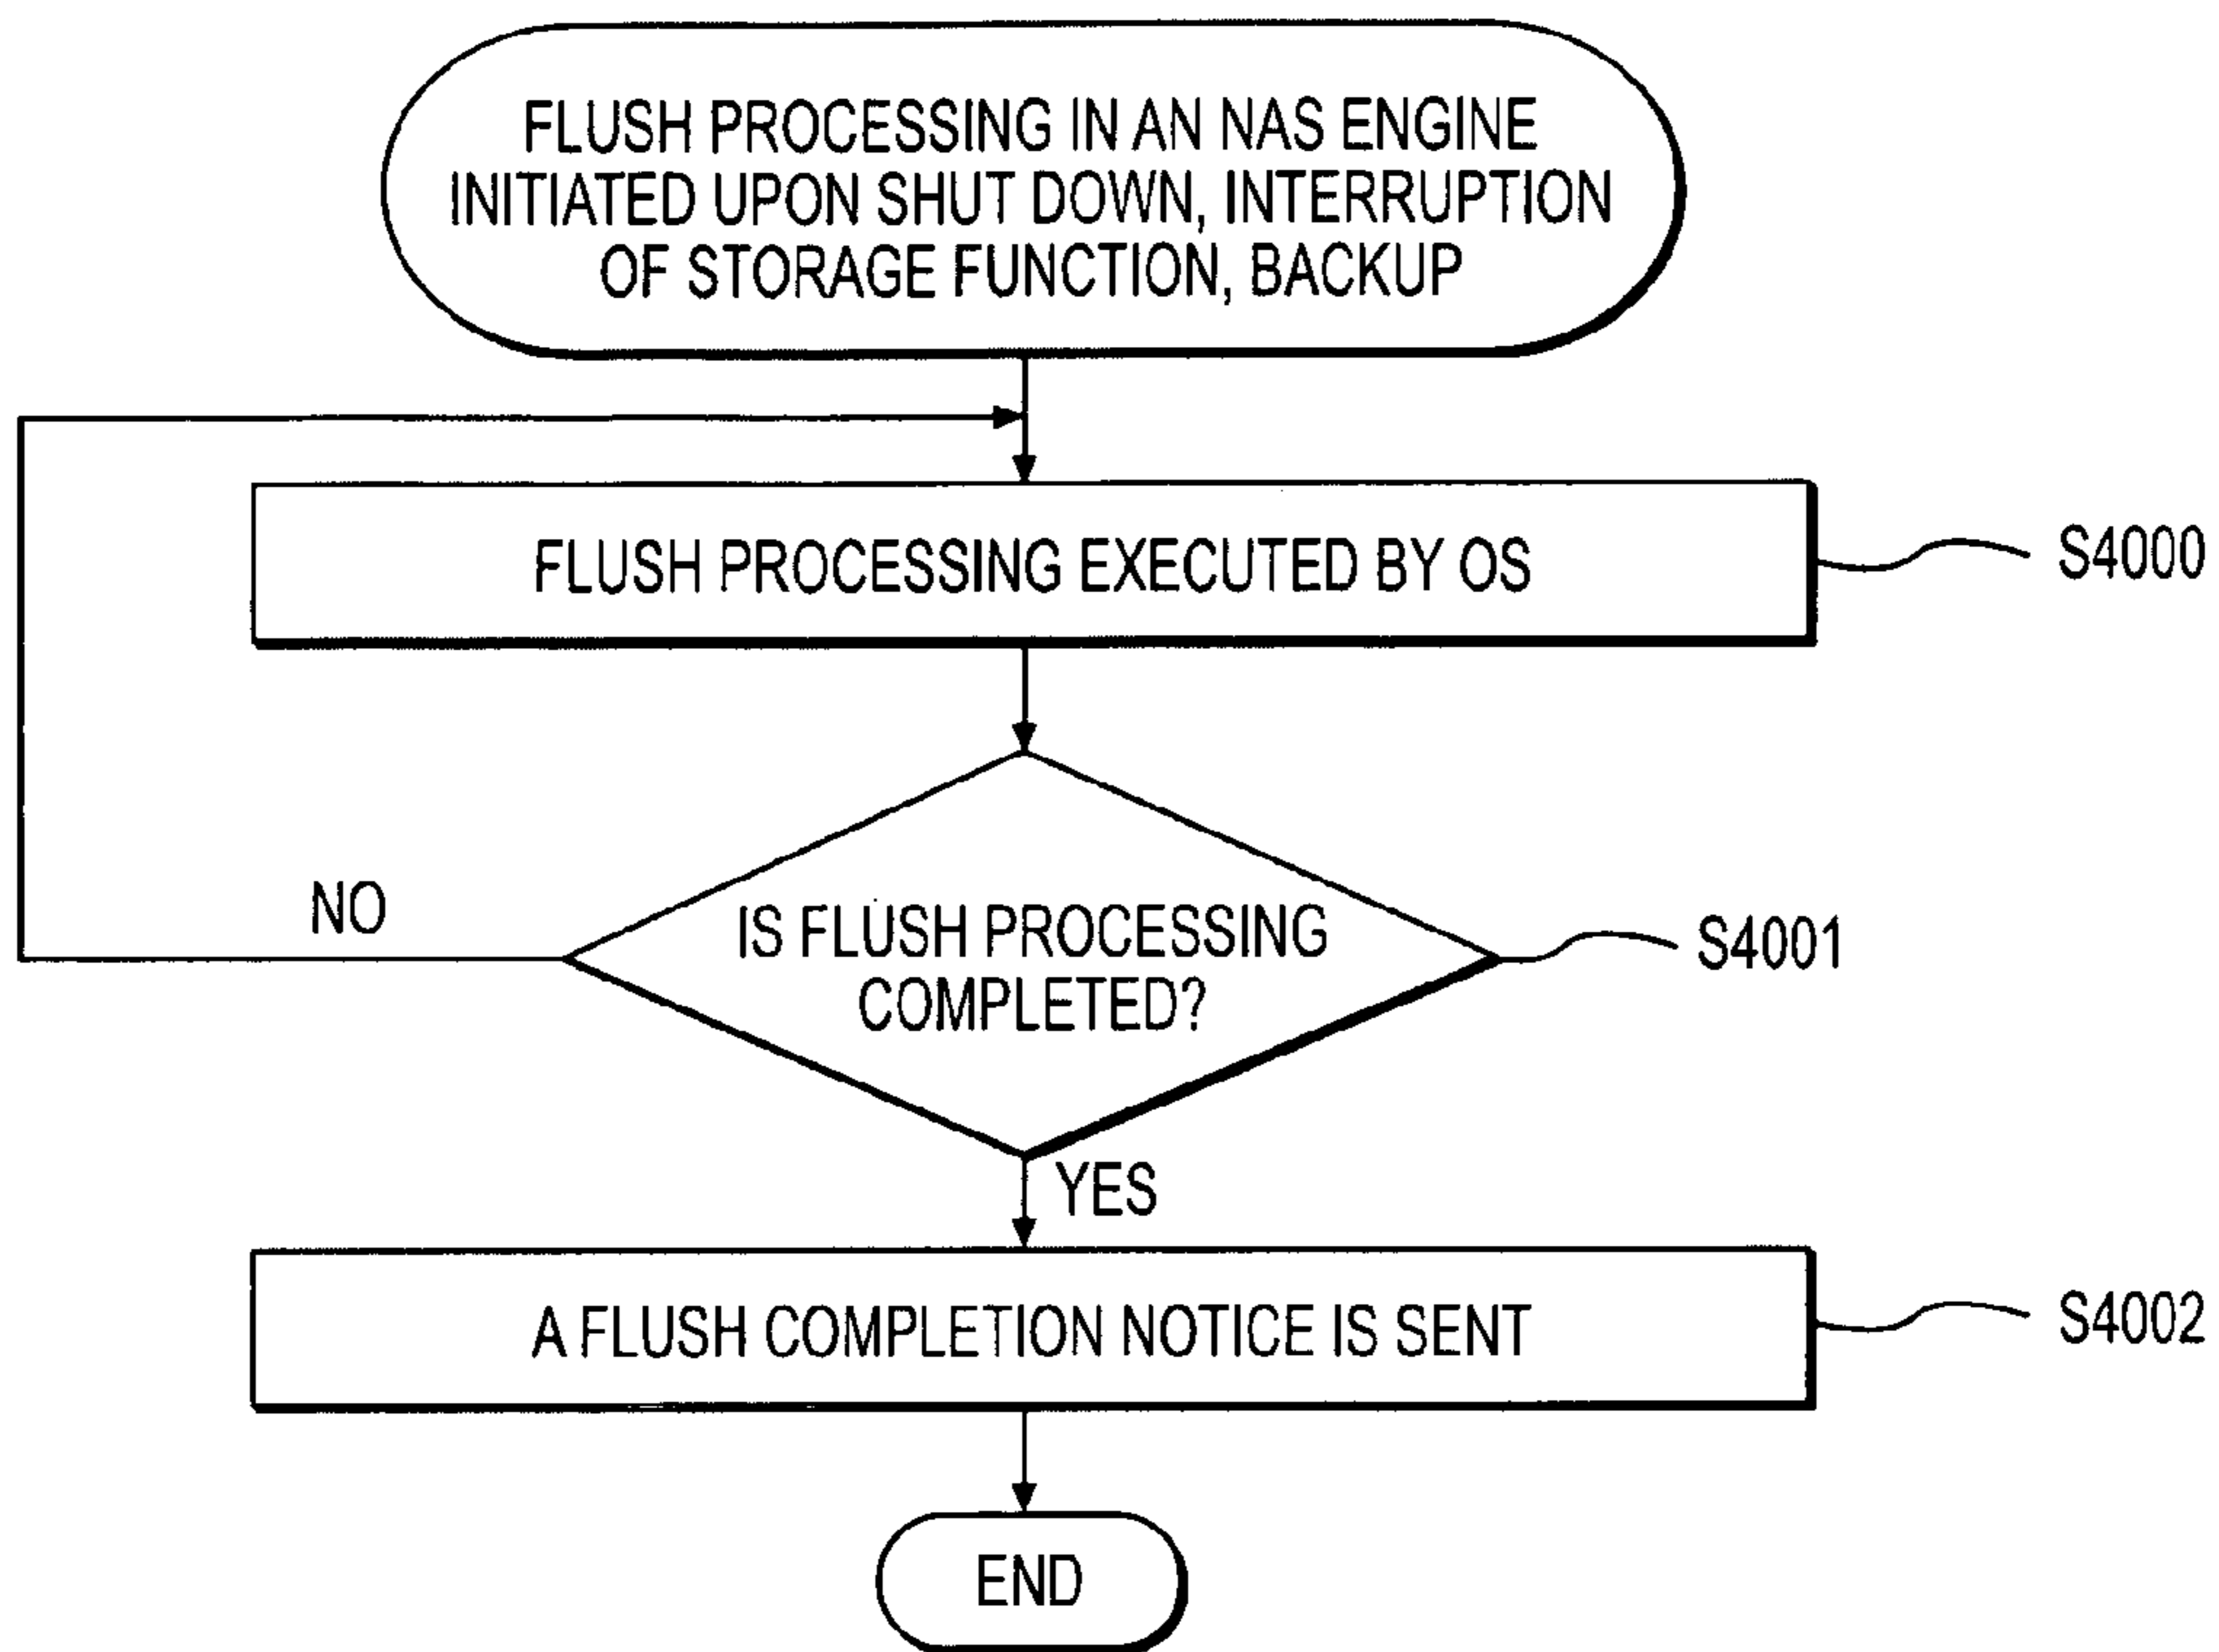 FLUSH PROCESSING IN AN NAS ENGINE
INITIATED UPON SHUT DOWN, INTERRUPTION
OF STORAGE FUNCTION, BACKUP
FLUSH PROCESSING EXECUTED BY OS
S4000
NO
IS FLUSH PROCESSING
COMPLETED?
S4001
YES
A FLUSH COMPLETION NOTICE IS SENT
S4002
END